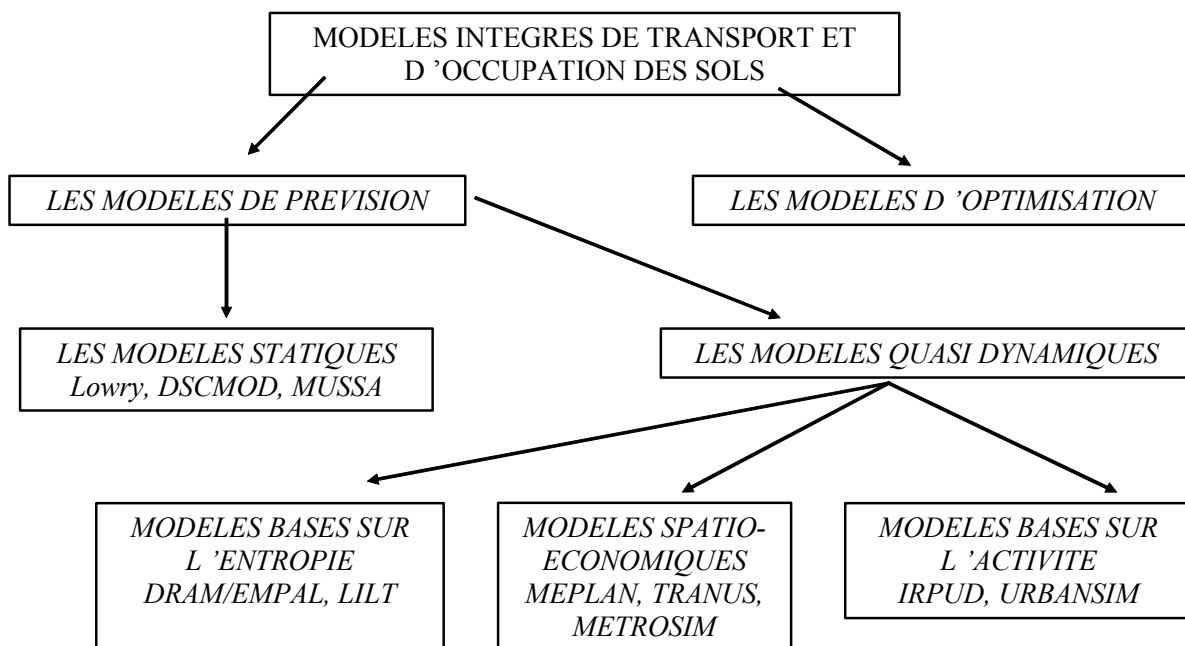 MODELES INTEGRES DE TRANSPORT ET
D ’OCCUPATION DES SOLS
LES MODELES DE PREVISION
LES MODELES D ’OPTIMISATION
LES MODELES STATIQUES
Lowry, DSCMOD, MUSSA
LES MODELES QUASI DYNAMIQUES
MODELES BASES SUR
L ’ENTROPIE
DRAM/EMPAL, LILT
MODELES SPATIO-
ECONOMIQUES
MEPLAN, TRANUS,
METROSIM
MODELES BASES SUR
L ’ACTIVITE
IRPUD, URBANSIM